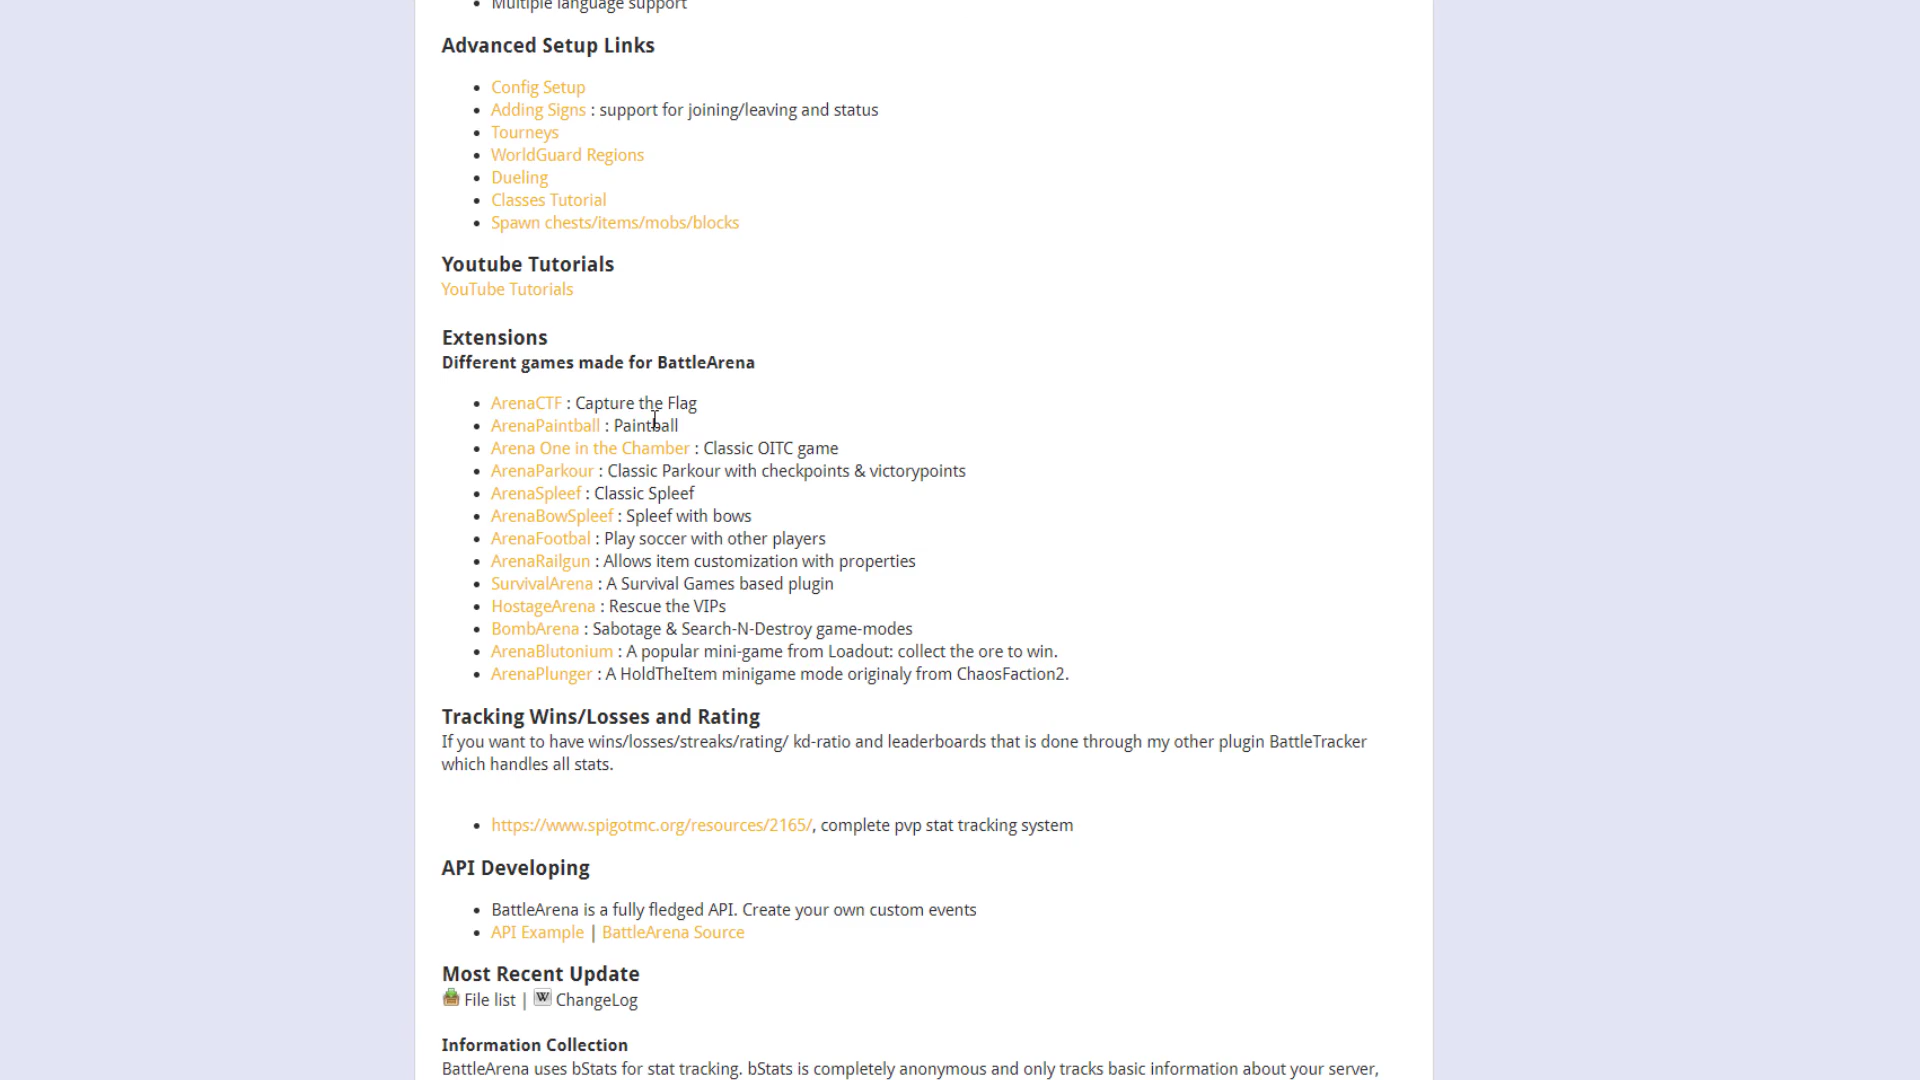 Multiple language support
Advanced Setup Links
Config Setup
Adding Signs : support for joining/leaving and status
Tourneys
WorldGuard Regions
Dueling
Classes Tutorial
Spawn chests/items/mobs/blocks
Youtube Tutorials
YouTube Tutorials
Extensions
Different games made for BattleArena
ArenaCTF : Capture the Flag
ArenaPaintball : Paintball
Arena One in the Chamber : Classic OITC game
ArenaParkour : Classic Parkour with checkpoints & victorypoints
ArenaSpleef : Classic Spleef
ArenaBowSpleef : Spleef with bows
ArenaFootbal : Play soccer with other players
ArenaRailgun : Allows item customization with properties
SurvivalArena : A Survival Games based plugin
HostageArena : Rescue the VIPs
BombArena : Sabotage & Search-N-Destroy game-modes
ArenaBlutonium : A popular mini-game from Loadout: collect the ore to win.
ArenaPlunger : A HoldTheItem minigame mode originaly from ChaosFaction2.
Tracking Wins/Losses and Rating
If you want to have wins/losses/streaks/rating/ kd-ratio and leaderboards that is done through my other plugin BattleTracker
which handles all stats.
https://www.spigotmc.org/resources/2165/, complete pvp stat tracking system
API Developing
BattleArena is a fully fledged API. Create your own custom events
API Example | BattleArena Source
Most Recent Update
File list | W ChangeLog
Information Collection
BattleArena uses bStats for stat tracking. bStats is completely anonymous and only tracks basic information about your server,